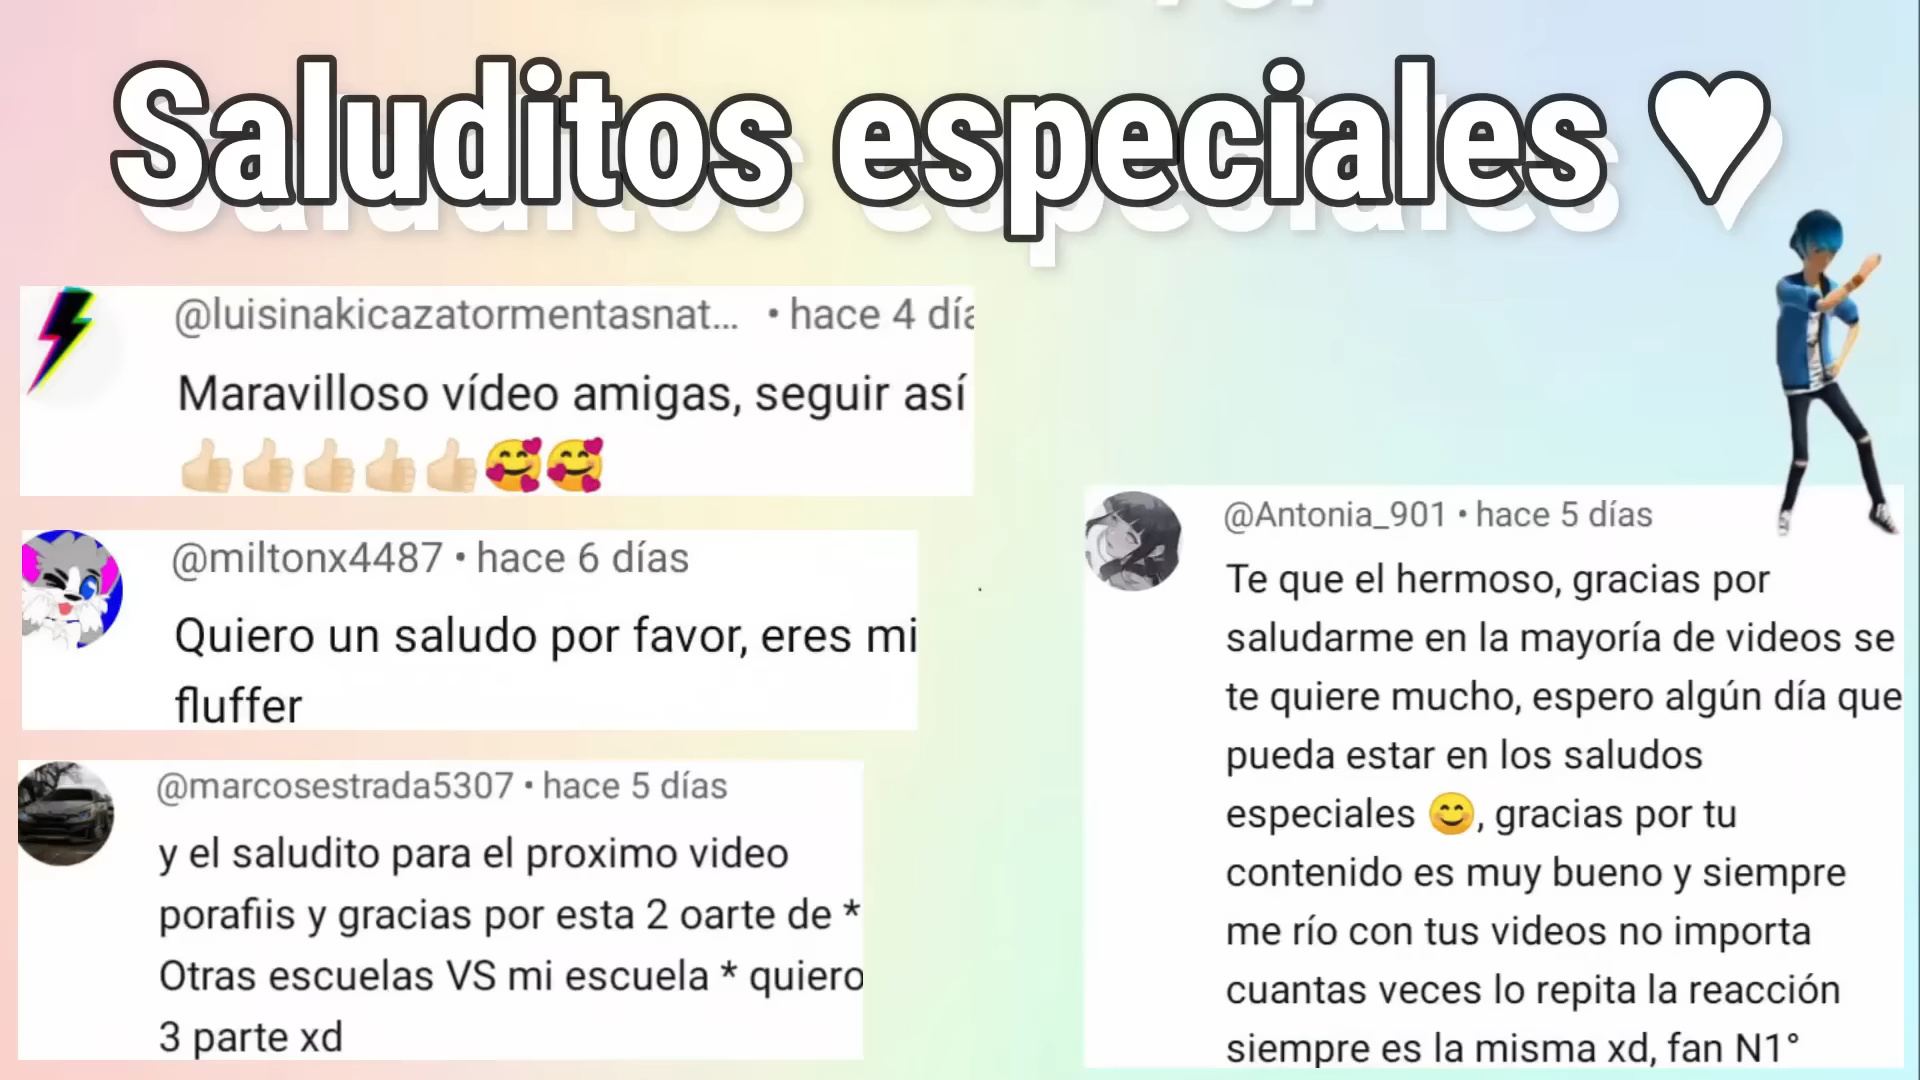 Saluditos especiales ♥
@luisinakicazatormentasnat... • hace 4 día
Maravilloso vídeo amigas, seguir así
👍🏻👍🏻👍🏻👍🏻👍🏻🥰🥰
@miltonx4487 • hace 6 días
Quiero un saludo por favor, eres mi
fluffer
@marcosestrada5307 • hace 5 días
y el saludito para el proximo video
porafiis y gracias por esta 2 oarte de *
Otras escuelas VS mi escuela * quiero
3 parte xd
@Antonia_901 • hace 5 días
Te que el hermoso, gracias por
saludarme en la mayoría de videos se
te quiere mucho, espero algún día que
pueda estar en los saludos
especiales 😊, gracias por tu
contenido es muy bueno y siempre
me río con tus videos no importa
cuantas veces lo repita la reacción
siempre es la misma xd, fan N1°